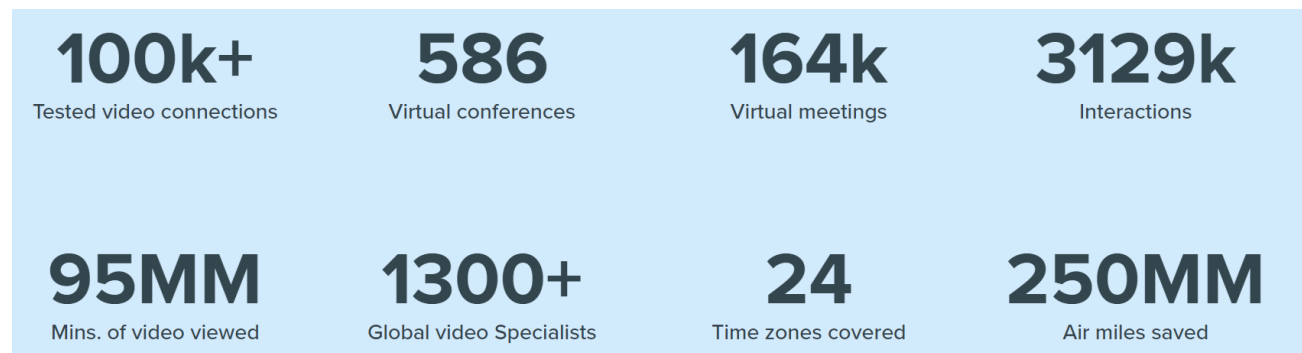 100k+ 586 164k 3129k
Tested video connections Virtual conferences Virtual meetings Interactions
95MM 1300+ 24 250MM
Mins. of video viewed Global video Specialists Time zones covered Air miles saved